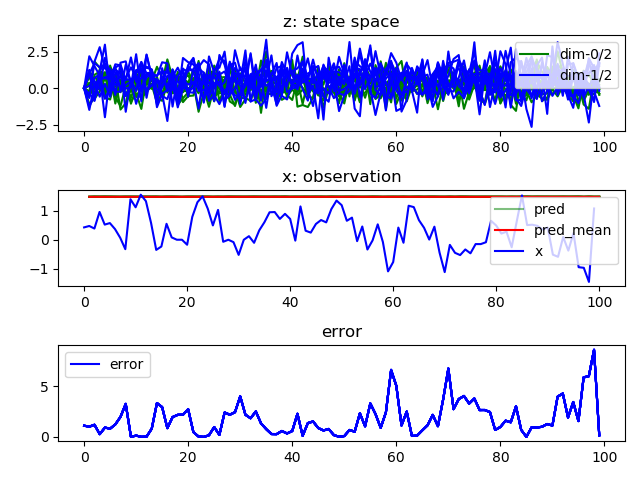 z: state space
2.5
0.0
−2.5
dim-0/2
dim-1/2
0
20
40
60
80
100
x: observation
1
0
−1
pred
pred_mean
x
0
20
40
60
80
100
error
error
5
0
0
20
40
60
80
100